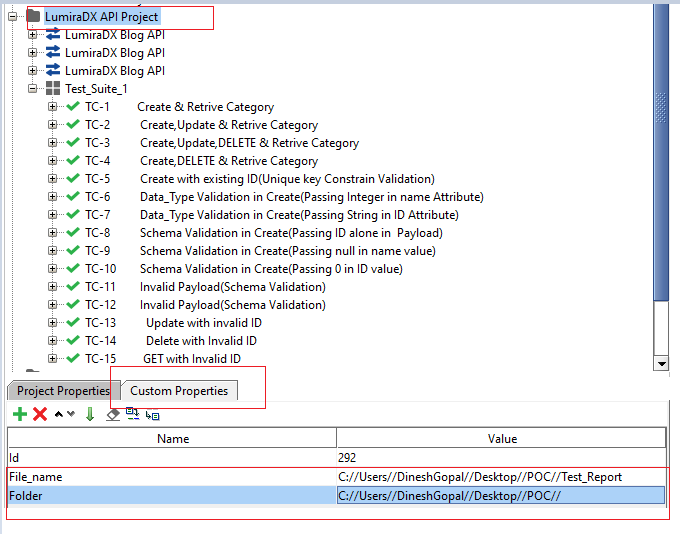 LumiraDX API Project
LumiraDX Blog API
LumiraDX Blog API
LumiraDX Blog API
Test_Suite_1
TC-1 Create & Retrive Category
TC-2 Create,Update & Retrive Category
TC-3 Create,Update,DELETE & Retrive Category
TC-4 Create,DELETE & Retrive Category
TC-5 Create with existing ID(Unique key Constrain Validation)
TC-6 Data_Type Validation in Create(Passing Integer in name Attribute)
TC-7 Data_Type Validation in Create(Passing String in ID Attribute)
TC-8 Schema Validation in Create(Passing ID alone in Payload)
TC-9 Schema Validation in Create(Passing null in name value)
TC-10 Schema Validation in Create(Passing 0 in ID value)
TC-11 Invalid Payload(Schema Validation)
TC-12 Invalid Payload(Schema Validation)
TC-13 Update with invalid ID
TC-14 Delete with Invalid ID
TC-15 GET with Invalid ID
Project Properties Custom Properties
Name Value
Id 292
File_name C://Users//DineshGopal//Desktop//POC//Test_Report
Folder C://Users//DineshGopal//Desktop//POC//